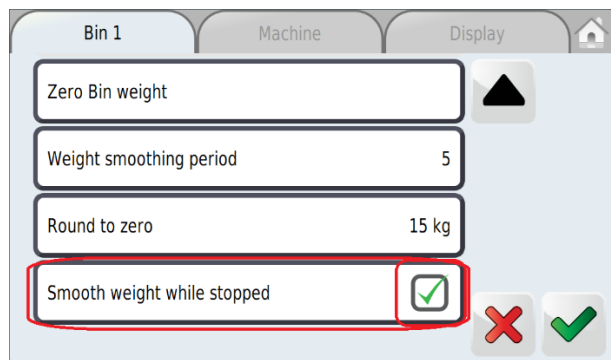 Bin 1
Machine
Display
Zero Bin weight
Weight smoothing period 5
Round to zero 15 kg
Smooth weight while stopped